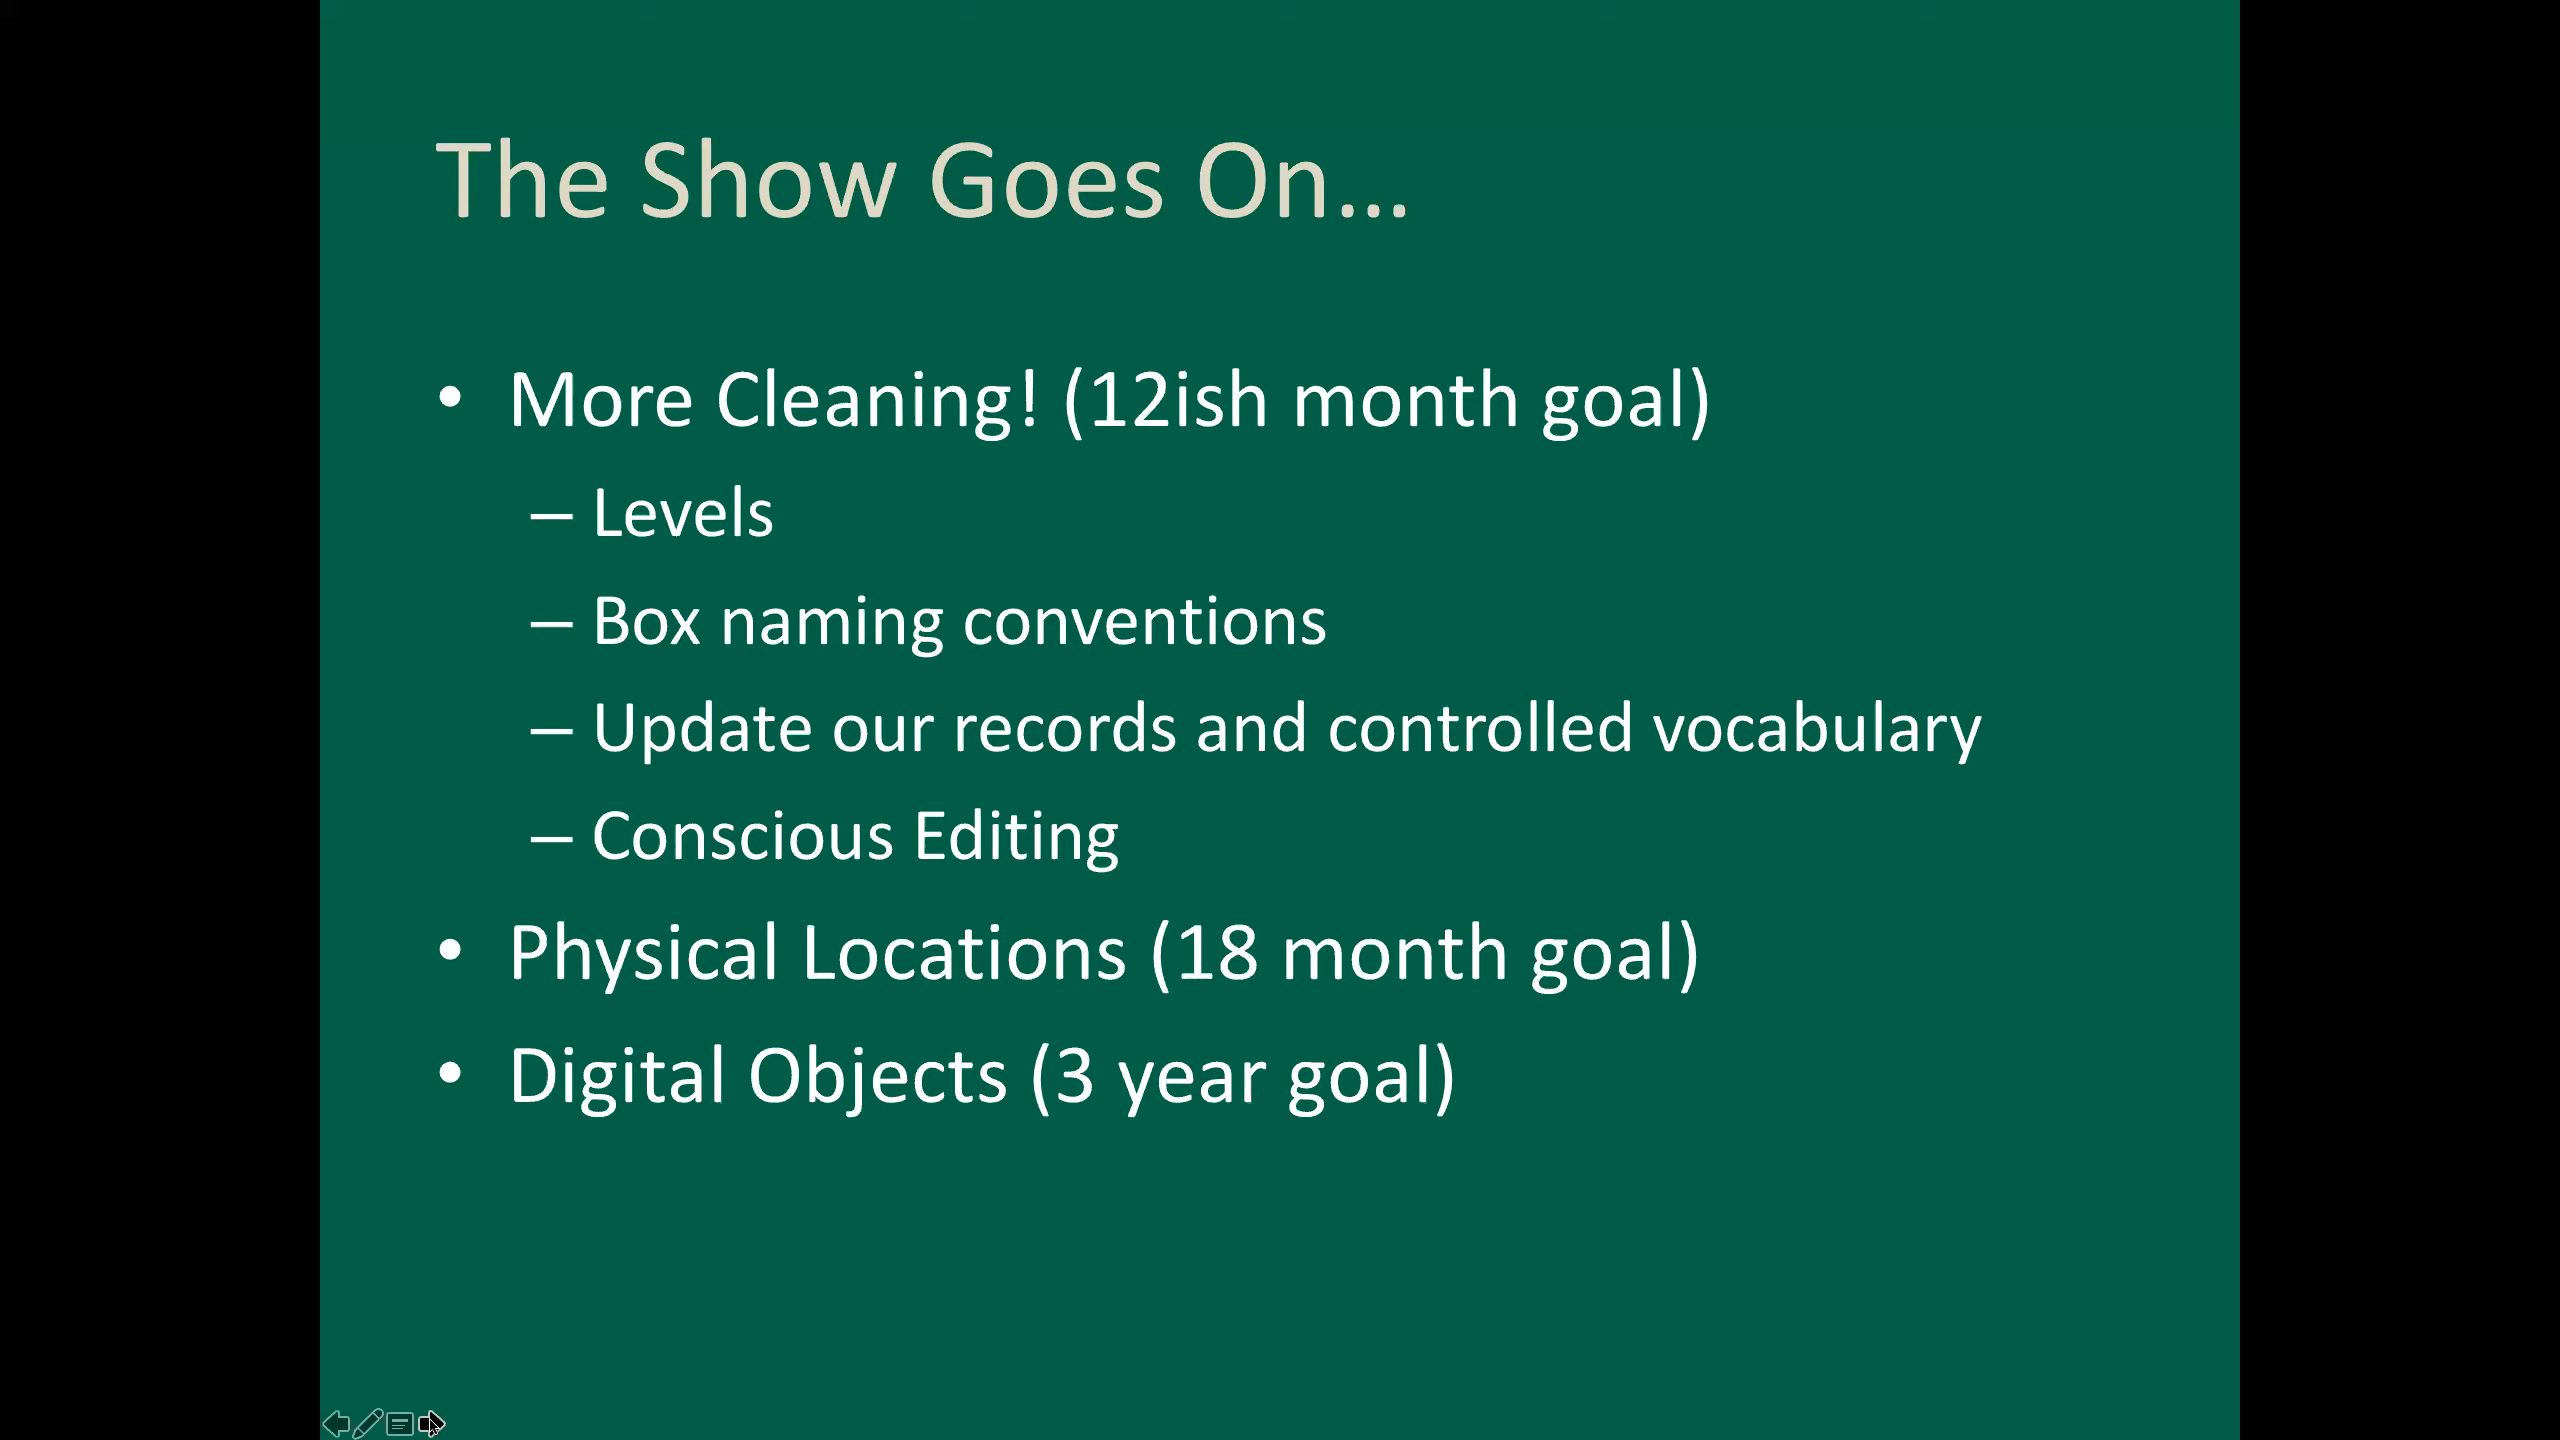 The Show Goes On...
• More Cleaning! (12ish month goal)
– Levels
– Box naming conventions
– Update our records and controlled vocabulary
– Conscious Editing
• Physical Locations (18 month goal)
• Digital Objects (3 year goal)